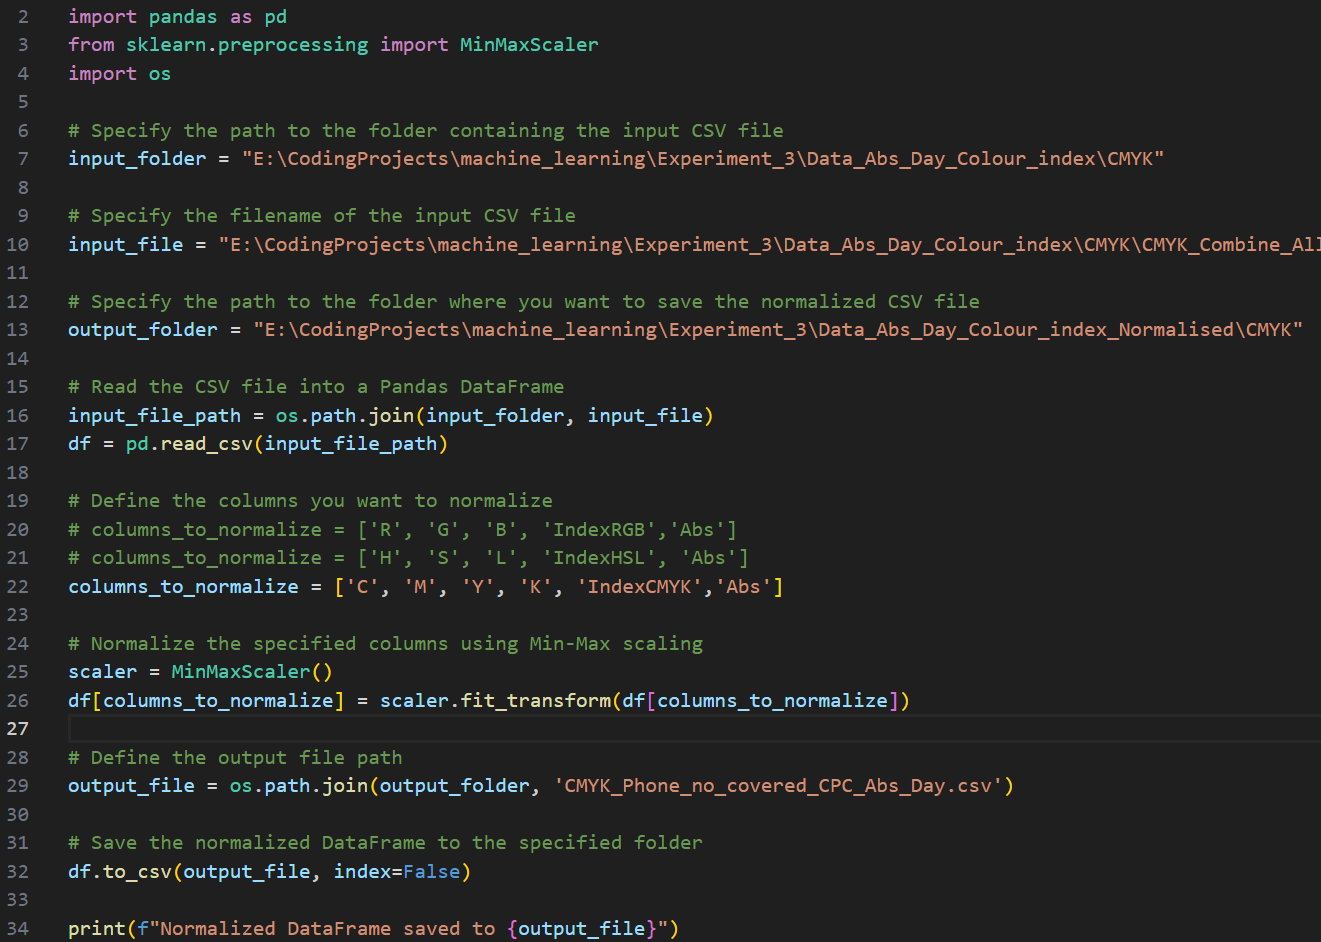 2 import pandas as pd
3 from sklearn.preprocessing import MinMaxScaler
4 import os
5
6 # Specify the path to the folder containing the input CSV file
7 input_folder = "E:\CodingProjects\machine_learning\Experiment_3\Data_Abs_Day_Colour_index\CMYK"
8
9 # Specify the filename of the input CSV file
10 input_file = "E:\CodingProjects\machine_learning\Experiment_3\Data_Abs_Day_Colour_index\CMYK\CMYK_Combine_All
11
12 # Specify the path to the folder where you want to save the normalized CSV file
13 output_folder = "E:\CodingProjects\machine_learning\Experiment_3\Data_Abs_Day_Colour_index_Normalised\CMYK"
14
15 # Read the CSV file into a Pandas DataFrame
16 input_file_path = os.path.join(input_folder, input_file)
17 df = pd.read_csv(input_file_path)
18
19 # Define the columns you want to normalize
20 # columns_to_normalize = ['R', 'G', 'B', 'IndexRGB','Abs']
21 # columns_to_normalize = ['H', 'S', 'L', 'IndexHSL', 'Abs']
22 columns_to_normalize = ['C', 'M', 'Y', 'K', 'IndexCMYK','Abs']
23
24 # Normalize the specified columns using Min-Max scaling
25 scaler = MinMaxScaler()
26 df[columns_to_normalize] = scaler.fit_transform(df[columns_to_normalize])
27
28 # Define the output file path
29 output_file = os.path.join(output_folder, 'CMYK_Phone_no_covered_CPC_Abs_Day.csv')
30
31 # Save the normalized DataFrame to the specified folder
32 df.to_csv(output_file, index=False)
33
34 print(f"Normalized DataFrame saved to {output_file}")